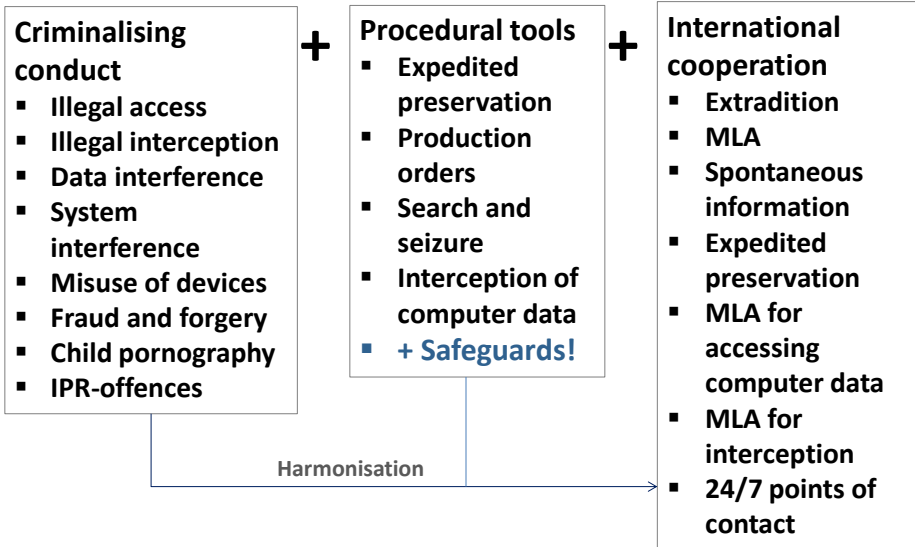 Criminalising
conduct
▪ Illegal access
▪ Illegal interception
▪ Data interference
▪ System
interference
▪ Misuse of devices
▪ Fraud and forgery
▪ Child pornography
▪ IPR-offences
+
Procedural tools
▪ Expedited
preservation
▪ Production
orders
▪ Search and
seizure
▪ Interception of
computer data
▪ + Safeguards!
+
International
cooperation
▪ Extradition
▪ MLA
▪ Spontaneous
information
▪ Expedited
preservation
▪ MLA for
accessing
computer data
▪ MLA for
interception
▪ 24/7 points of
contact
Harmonisation